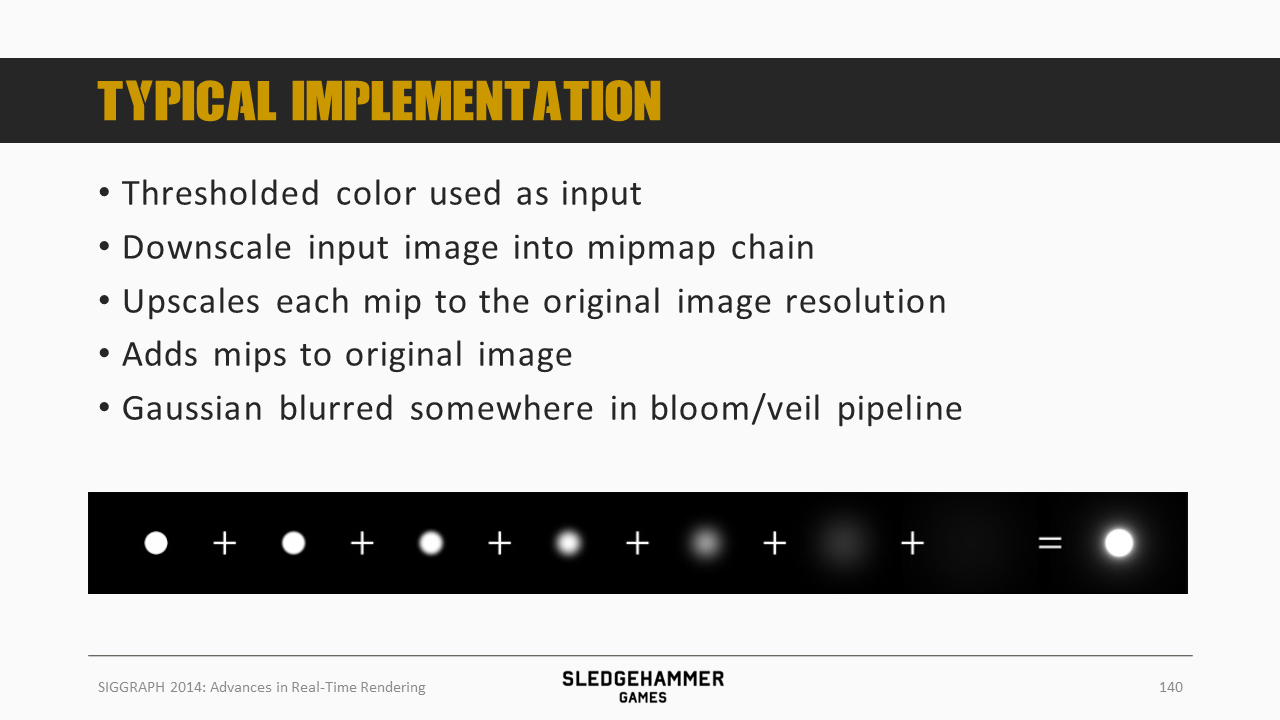 TYPICAL IMPLEMENTATION
• Thresholded color used as input
• Downscale input image into mipmap chain
• Upscales each mip to the original image resolution
• Adds mips to original image
• Gaussian blurred somewhere in bloom/veil pipeline
+ + + + + + =
SIGGRAPH 2014: Advances in Real-Time Rendering
SLEDGEHAMMER
GAMES
140